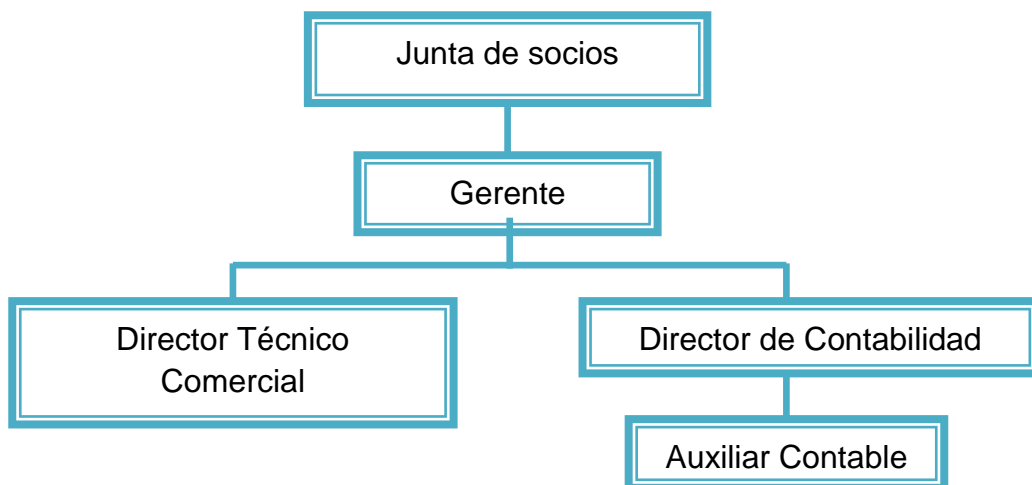 Junta de socios
Gerente
Director Técnico
Comercial
Director de Contabilidad
Auxiliar Contable